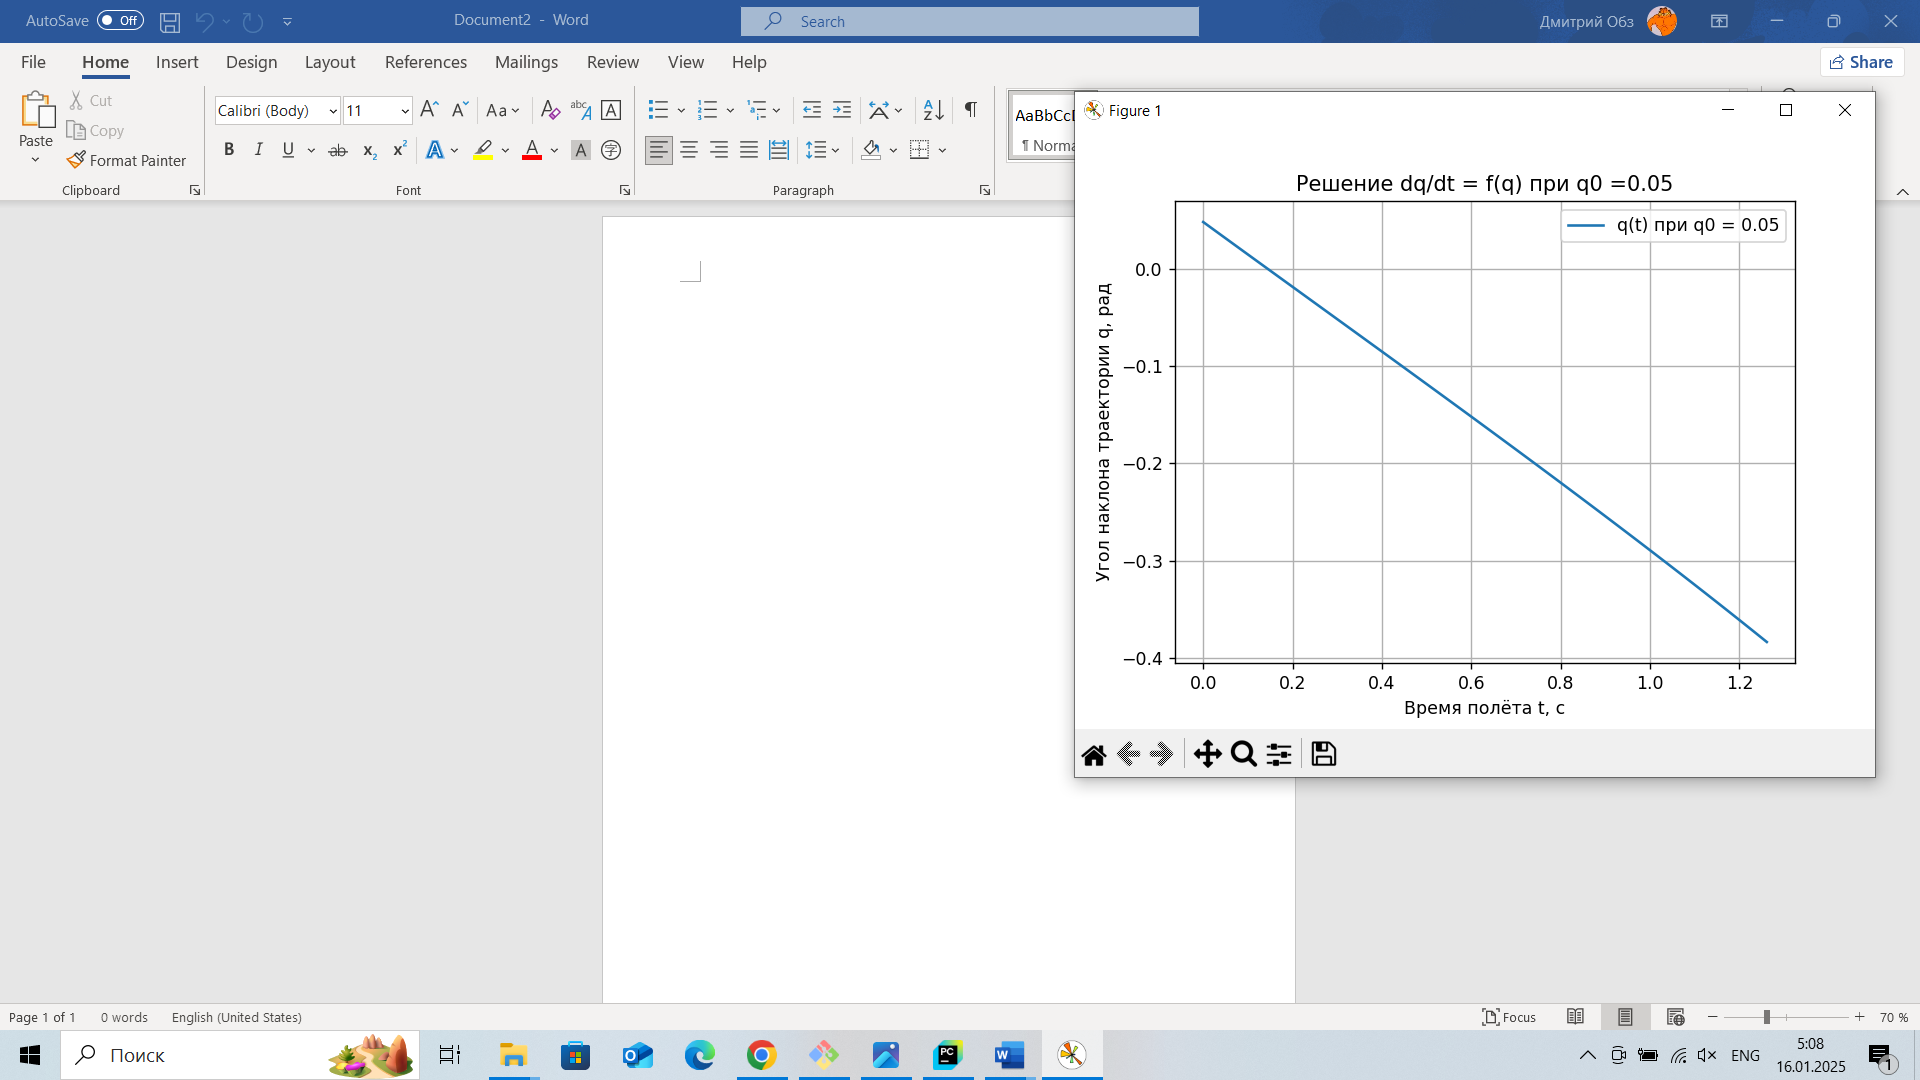 AutoSave Off
Document2 - Word
Search
Дмитрий Обз
File Home Insert Design Layout References Mailings Review View Help
Share
Paste
Cut
Copy
Format Painter
Clipboard
Calibri (Body) 11
Font
Paragraph
AaBbCcD
¶ Norma
Figure 1
Решение dq/dt = f(q) при q0 =0.05
q(t) при q0 = 0.05
Угол наклона траектории q, рад
0.0
−0.1
−0.2
−0.3
−0.4
0.0 0.2 0.4 0.6 0.8 1.0 1.2
Время полёта t, с
Page 1 of 1 0 words English (United States)
Focus
70 %
Поиск
ENG
5:08
16.01.2025
1